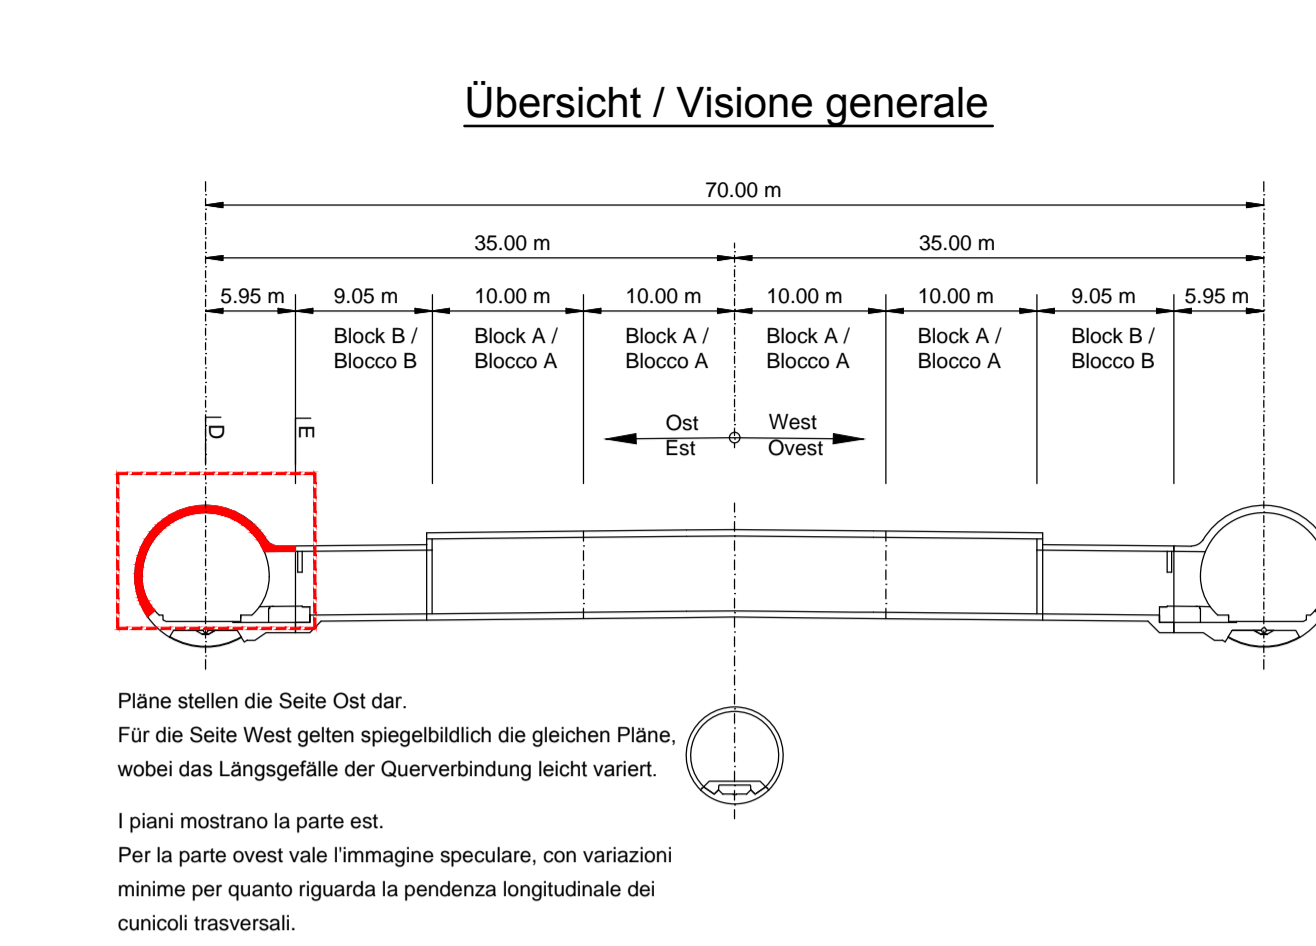 Übersicht / Visione generale
70.00 m
35.00 m 35.00 m
5.95 m 9.05 m 10.00 m 10.00 m 10.00 m 10.00 m 9.05 m 5.95 m
Block B / Block A / Block A / Block A / Block A / Block B /
Blocco B Blocco A Blocco A Blocco A Blocco A Blocco B
D E
Ost West
Est Ovest
Pläne stellen die Seite Ost dar.
Für die Seite West gelten spiegelbildlich die gleichen Pläne,
wobei das Längsgefälle der Querverbindung leicht variert.
I piani mostrano la parte est.
Per la parte ovest vale l'immagine speculare, con variazioni
minime per quanto riguarda la pendenza longitudinale dei
cunicoli trasversali.